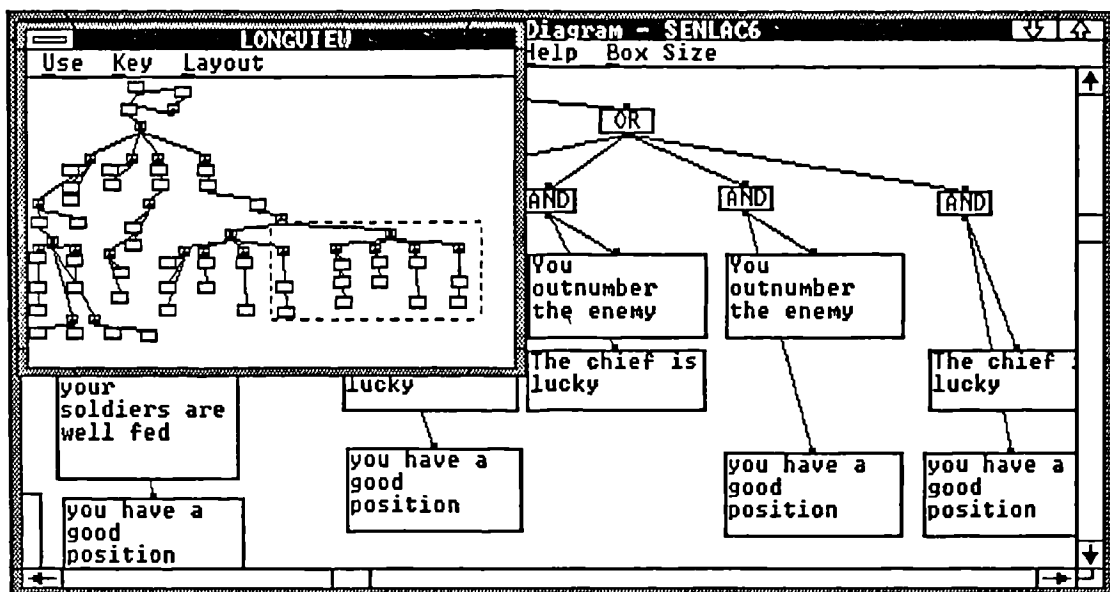 LONGVIEW
Use Key Layout
Diagram - SENLAC6
Help Box Size
OR
AND
AND
AND
You
outnumber
the enemy
You
outnumber
the enemy
The chief is
lucky
The chief
lucky
your
soldiers are
well fed
lucky
you have a
good
position
you have a
good
position
you have a
good
position
you have a
good
position